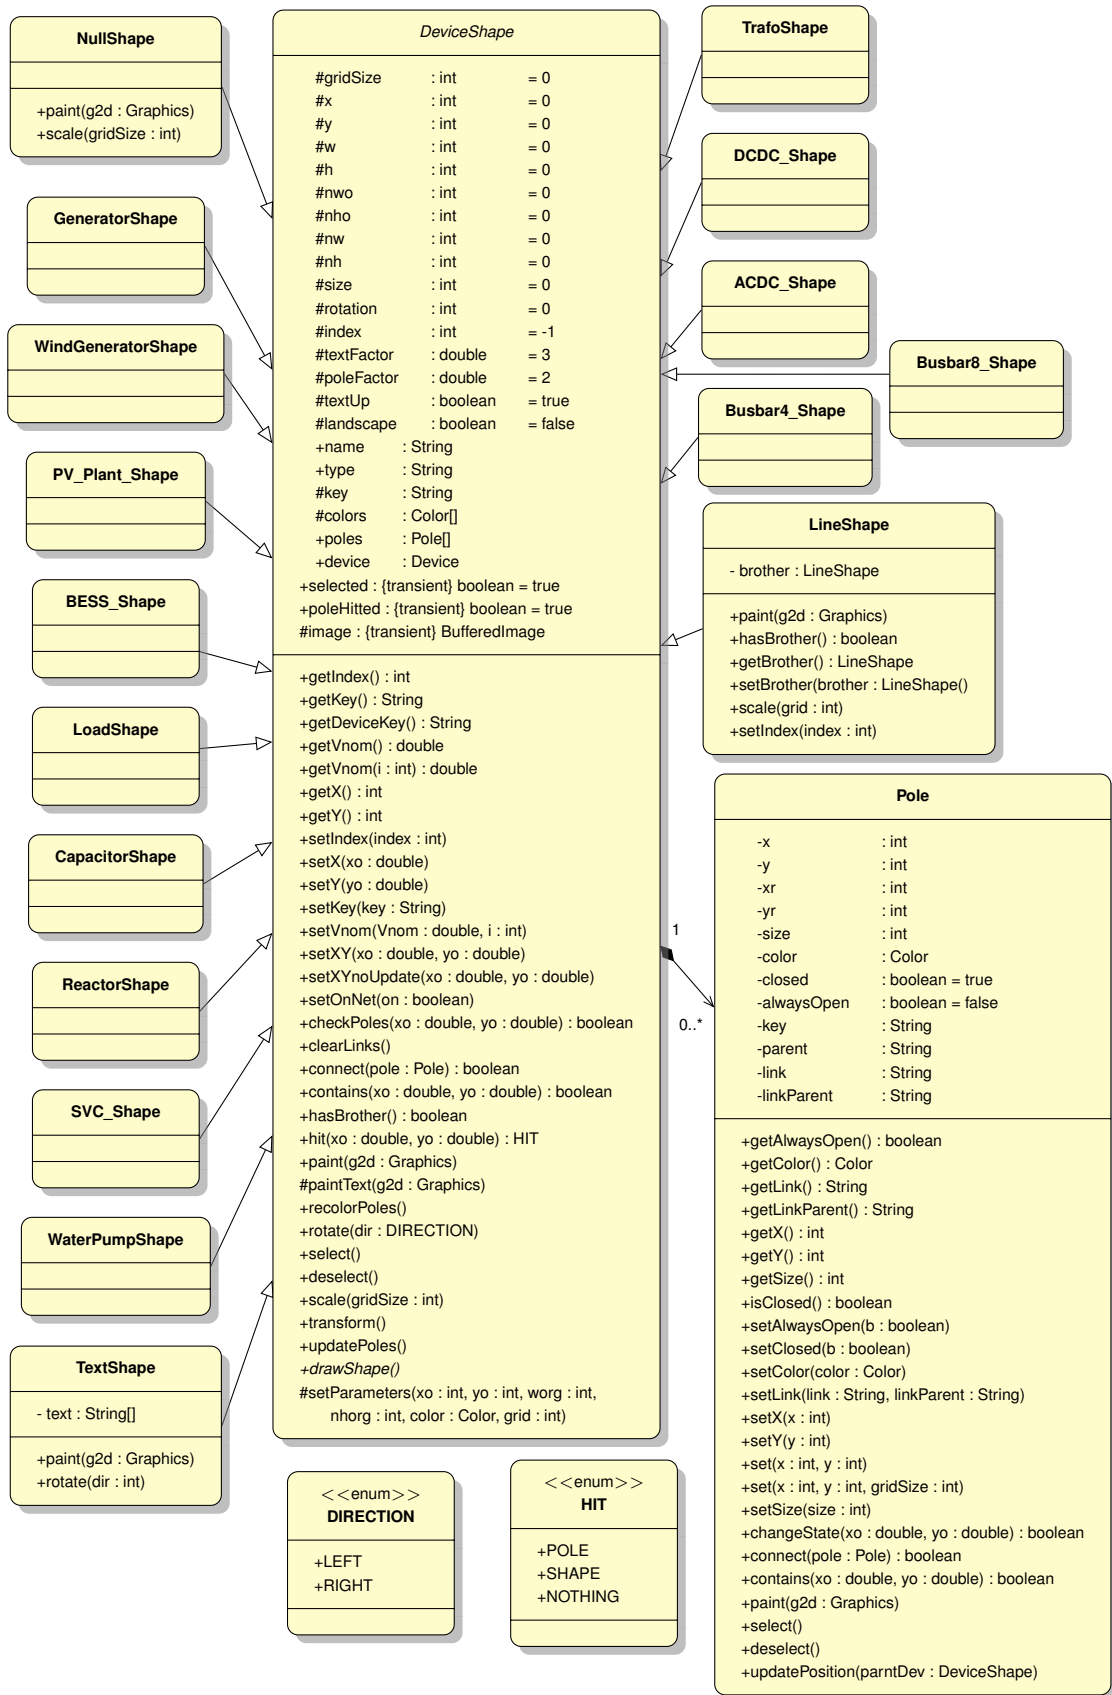 NullShape
+paint(g2d : Graphics)
+scale(gridSize : int)
GeneratorShape
WindGeneratorShape
PV_Plant_Shape
BESS_Shape
LoadShape
CapacitorShape
ReactorShape
SVC_Shape
WaterPumpShape
TextShape
- text : String[]
+paint(g2d : Graphics)
+rotate(dir : int)
DeviceShape
#gridSize : int = 0
#x : int = 0
#y : int = 0
#w : int = 0
#h : int = 0
#nwo : int = 0
#nho : int = 0
#nw : int = 0
#nh : int = 0
#size : int = 0
#rotation : int = 0
#index : int = -1
#textFactor : double = 3
#poleFactor : double = 2
#textUp : boolean = true
#landscape : boolean = false
+name : String
+type : String
#key : String
#colors : Color[]
+poles : Pole[]
+device : Device
+selected : {transient} boolean = true
+poleHitted : {transient} boolean = true
#image : {transient} BufferedImage
+getIndex() : int
+getKey() : String
+getDeviceKey() : String
+getVnom() : double
+getVnom(i : int) : double
+getX() : int
+getY() : int
+setIndex(index : int)
+setX(xo : double)
+setY(yo : double)
+setKey(key : String)
+setVnom(Vnom : double, i : int)
+setXY(xo : double, yo : double)
+setXYnoUpdate(xo : double, yo : double)
+setOnNet(on : boolean)
+checkPoles(xo : double, yo : double) : boolean
+clearLinks()
+connect(pole : Pole) : boolean
+contains(xo : double, yo : double) : boolean
+hasBrother() : boolean
+hit(xo : double, yo : double) : HIT
+paint(g2d : Graphics)
#paintText(g2d : Graphics)
+recolorPoles()
+rotate(dir : DIRECTION)
+select()
+deselect()
+scale(gridSize : int)
+transform()
+updatePoles()
+drawShape()
#setParameters(xo : int, yo : int, worg : int,
nhorg : int, color : Color, grid : int)
<<enum>>
DIRECTION
+LEFT
+RIGHT
<<enum>>
HIT
+POLE
+SHAPE
+NOTHING
TrafoShape
DCDC_Shape
ACDC_Shape
Busbar8_Shape
Busbar4_Shape
LineShape
- brother : LineShape
+paint(g2d : Graphics)
+hasBrother() : boolean
+getBrother() : LineShape
+setBrother(brother : LineShape()
+scale(grid : int)
+setIndex(index : int)
1
0..*
Pole
-x : int
-y : int
-xr : int
-yr : int
-size : int
-color : Color
-closed : boolean = true
-alwaysOpen : boolean = false
-key : String
-parent : String
-link : String
-linkParent : String
+getAlwaysOpen() : boolean
+getColor() : Color
+getLink() : String
+getLinkParent() : String
+getX() : int
+getY() : int
+getSize() : int
+isClosed() : boolean
+setAlwaysOpen(b : boolean)
+setClosed(b : boolean)
+setColor(color : Color)
+setLink(link : String, linkParent : String)
+setX(x : int)
+setY(y : int)
+set(x : int, y : int)
+set(x : int, y : int, gridSize : int)
+setSize(size : int)
+changeState(xo : double, yo : double) : boolean
+connect(pole : Pole) : boolean
+contains(xo : double, yo : double) : boolean
+paint(g2d : Graphics)
+select()
+deselect()
+updatePosition(parntDev : DeviceShape)